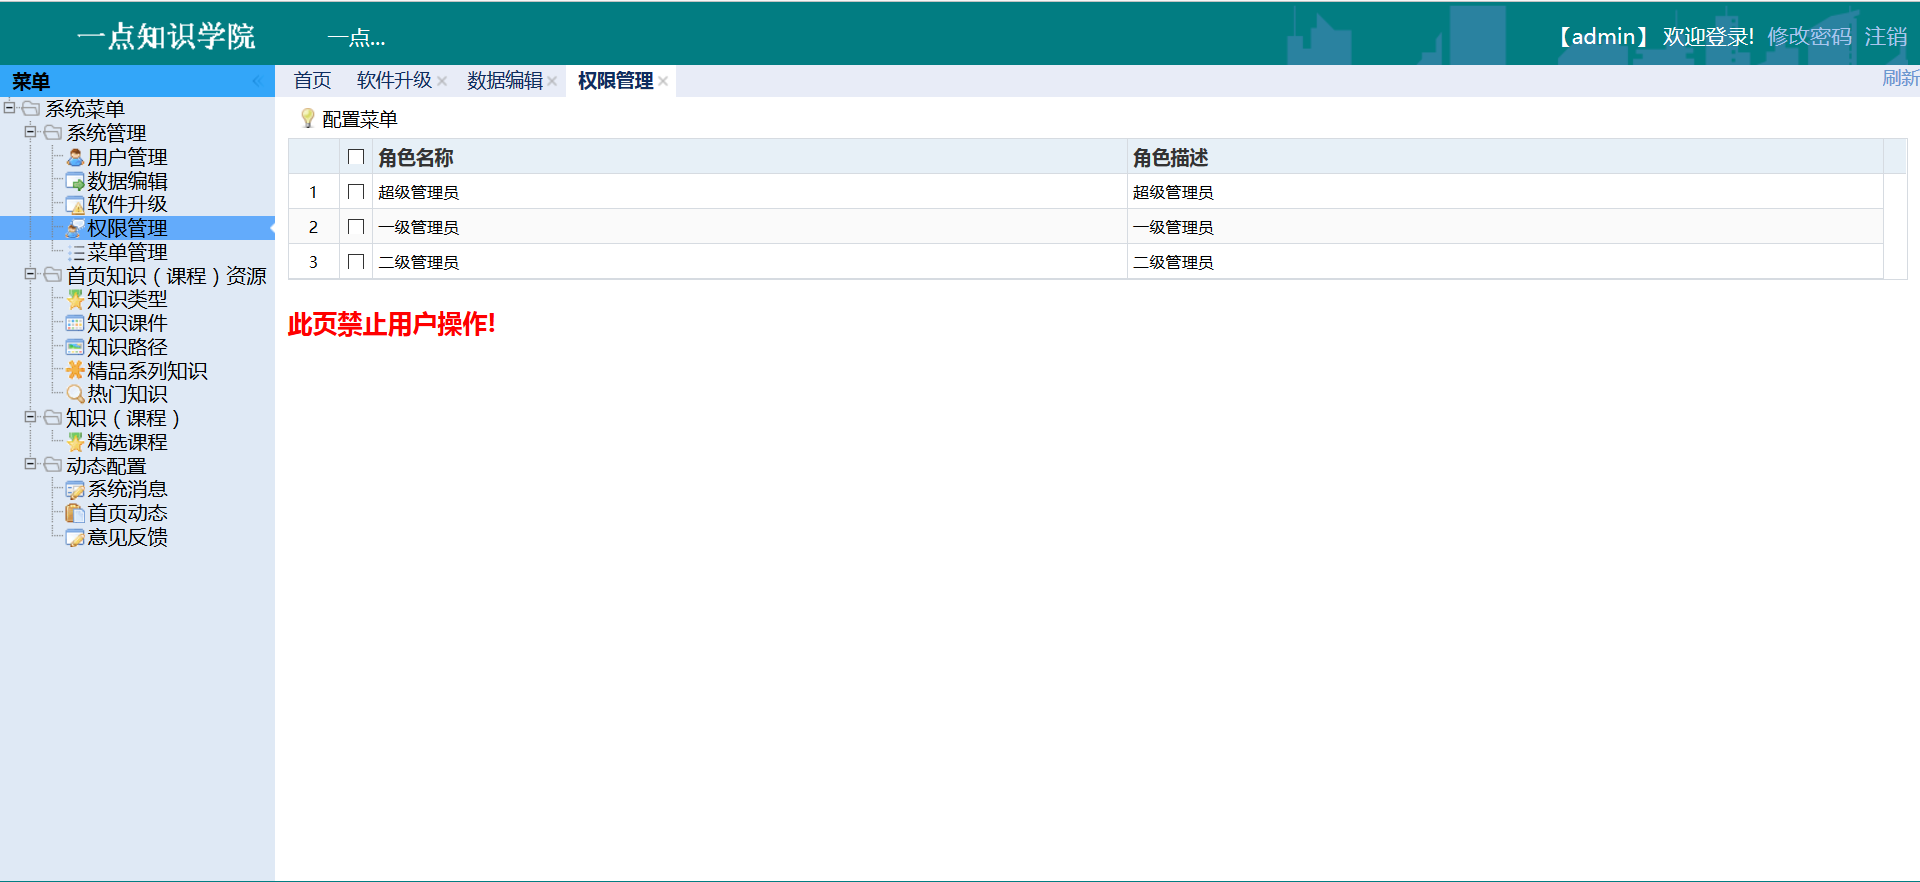 一点知识学院
一点...
【admin】 欢迎登录! 修改密码 注销
菜单
首页 软件升级 数据编辑 权限管理
刷新
系统菜单
系统管理
用户管理
数据编辑
软件升级
权限管理
菜单管理
首页知识（课程）资源
知识类型
知识课件
知识路径
精品系列知识
热门知识
知识（课程）
精选课程
动态配置
系统消息
首页动态
意见反馈
配置菜单
角色名称 角色描述
1 超级管理员 超级管理员
2 一级管理员 一级管理员
3 二级管理员 二级管理员
此页禁止用户操作!